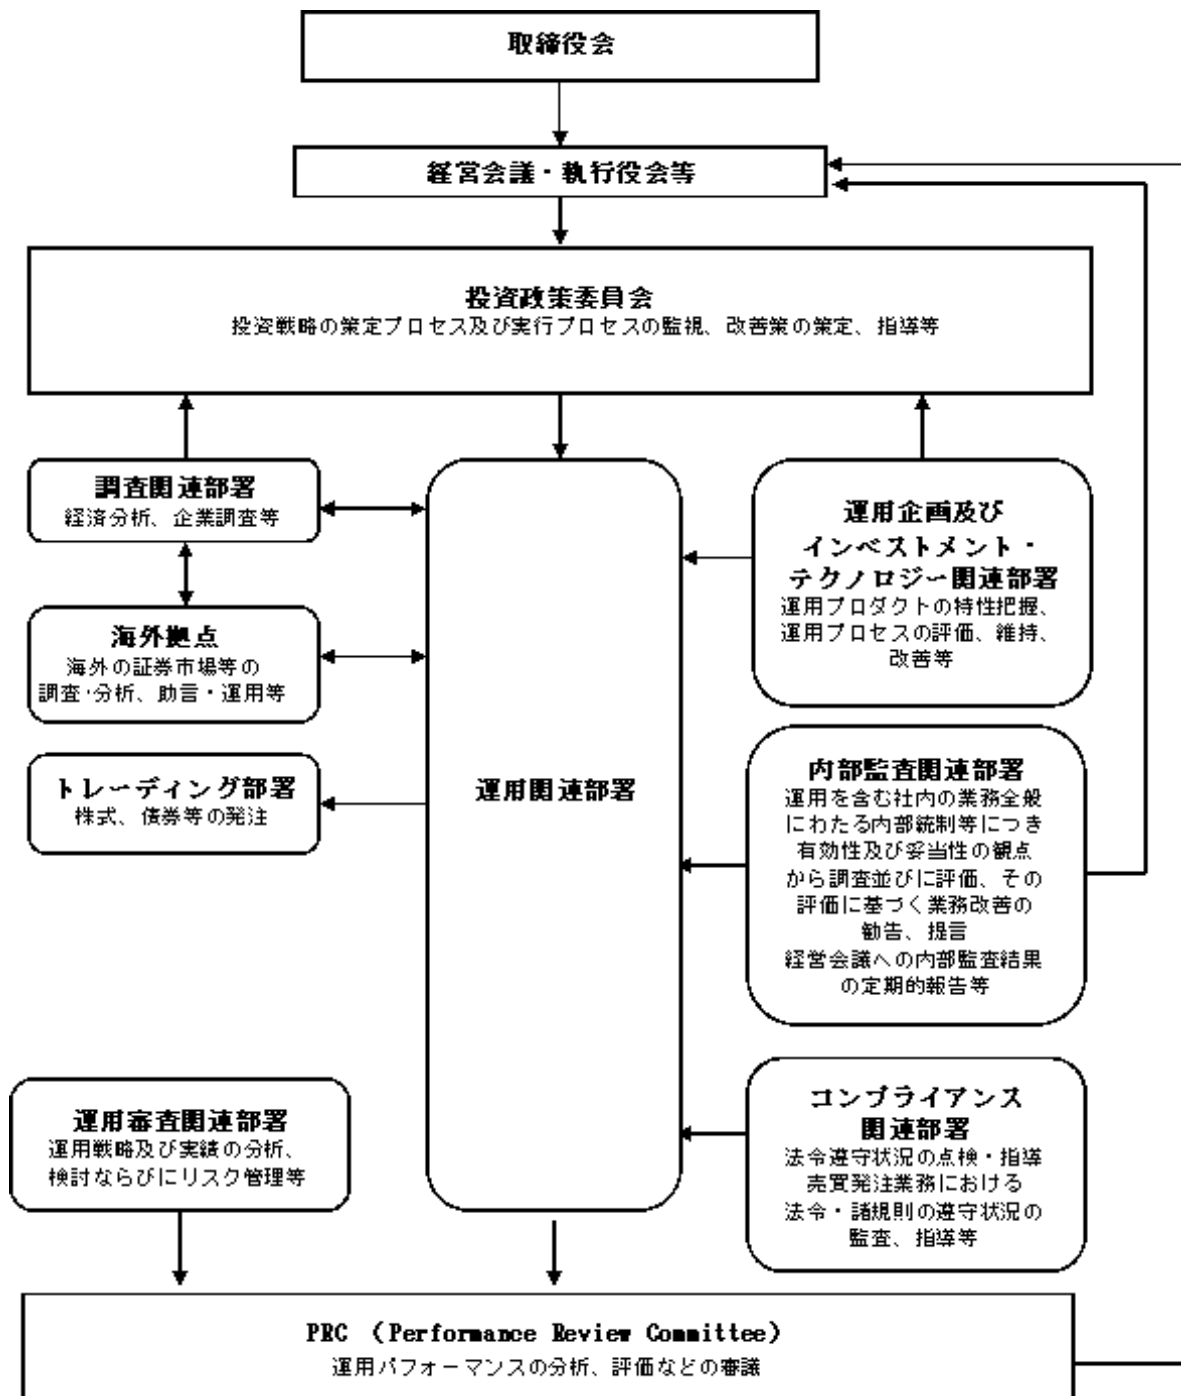 取締役会
経営会議・執行役会等
投資政策委員会
投資戦略の策定プロセス及び実行プロセスの監視、改善策の策定、指導等
調査関連部署
経済分析、企業調査等
海外拠点
海外の証券市場等の
調査・分析、助言・運用等
トレーディング部署
株式、債券等の発注
運用関連部署
運用企画及び
インベストメント・
テクノロジー関連部署
運用プロダクトの特性把握、
運用プロセスの評価、維持、
改善等
内部監査関連部署
運用を含む社内の業務全般
にわたる内部統制等につき
有効性及び妥当性の観点
から調査並びに評価、その
評価に基づく業務改善の
勧告、提言
経営会議への内部監査結果
の定期的報告等
運用審査関連部署
運用戦略及び実績の分析、
検討ならびにリスク管理等
コンプライアンス
関連部署
法令遵守状況の点検・指導
売買発注業務における
法令・諸規則の遵守状況の
監査、指導等
PRC （Performance Review Committee）
運用パフォーマンスの分析、評価などの審議